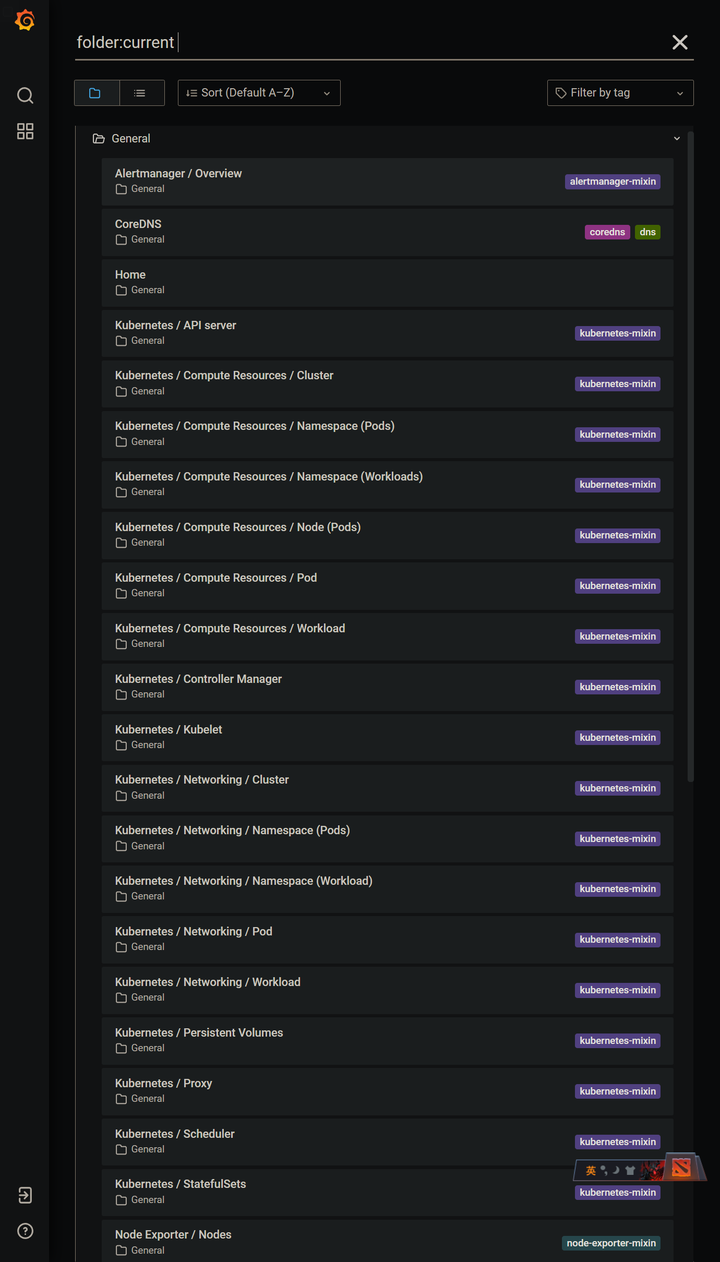 folder:current
Sort (Default A–Z)
Filter by tag
General
Alertmanager / Overview
General
alertmanager-mixin
CoreDNS
General
coredns
dns
Home
General
Kubernetes / API server
General
kubernetes-mixin
Kubernetes / Compute Resources / Cluster
General
kubernetes-mixin
Kubernetes / Compute Resources / Namespace (Pods)
General
kubernetes-mixin
Kubernetes / Compute Resources / Namespace (Workloads)
General
kubernetes-mixin
Kubernetes / Compute Resources / Node (Pods)
General
kubernetes-mixin
Kubernetes / Compute Resources / Pod
General
kubernetes-mixin
Kubernetes / Compute Resources / Workload
General
kubernetes-mixin
Kubernetes / Controller Manager
General
kubernetes-mixin
Kubernetes / Kubelet
General
kubernetes-mixin
Kubernetes / Networking / Cluster
General
kubernetes-mixin
Kubernetes / Networking / Namespace (Pods)
General
kubernetes-mixin
Kubernetes / Networking / Namespace (Workload)
General
kubernetes-mixin
Kubernetes / Networking / Pod
General
kubernetes-mixin
Kubernetes / Networking / Workload
General
kubernetes-mixin
Kubernetes / Persistent Volumes
General
kubernetes-mixin
Kubernetes / Proxy
General
kubernetes-mixin
Kubernetes / Scheduler
General
kubernetes-mixin
英
Kubernetes / StatefulSets
General
kubernetes-mixin
Node Exporter / Nodes
General
node-exporter-mixin